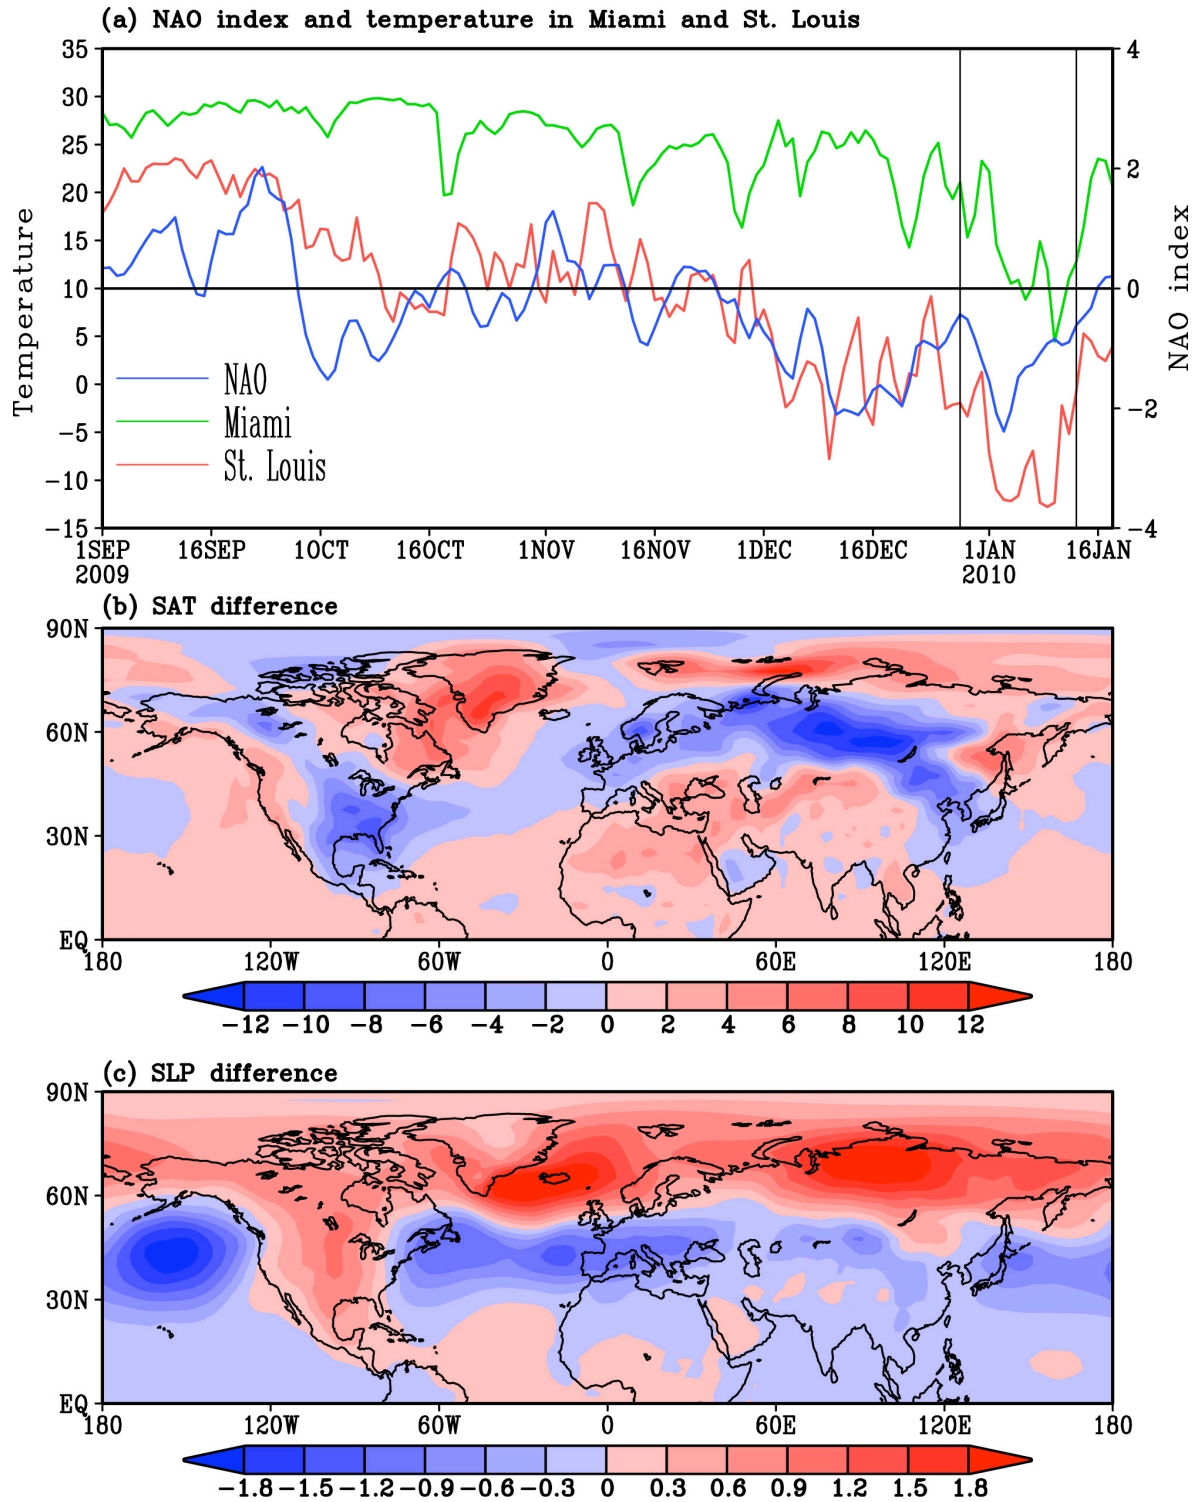 (a) NAO index and temperature in Miami and St. Louis
35
30
25
20
15
10
5
0
−5
−10
−15
Temperature
4
2
0
−2
−4
NAO index
NAO
Miami
St. Louis
1SEP 16SEP 1OCT 16OCT 1NOV 16NOV 1DEC 16DEC 1JAN 16JAN
2009 2010
(b) SAT difference
90N
60N
30N
EQ
180 120W 60W 0 60E 120E 180
−12 −10 −8 −6 −4 −2 0 2 4 6 8 10 12
(c) SLP difference
90N
60N
30N
EQ
180 120W 60W 0 60E 120E 180
−1.8 −1.5 −1.2 −0.9 −0.6 −0.3 0 0.3 0.6 0.9 1.2 1.5 1.8